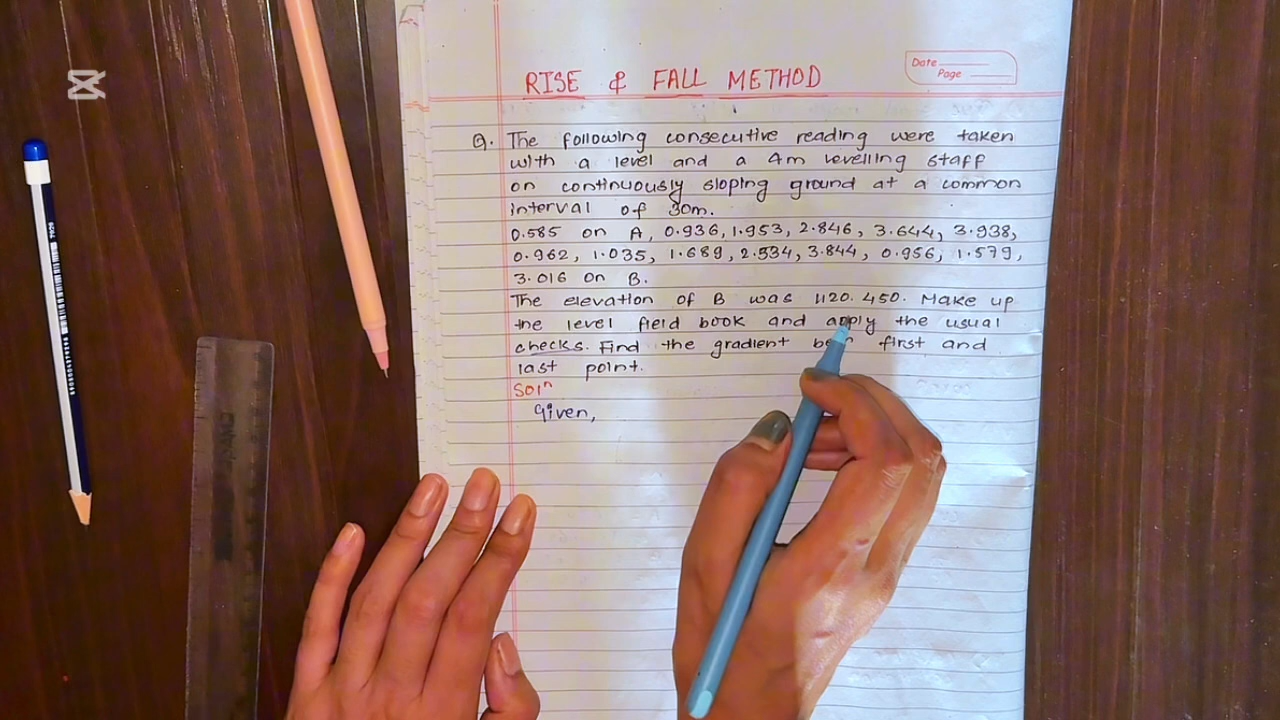 RISE & FALL METHOD
Date
Page
Q. The following consecutive reading were taken
with a level and a 4m levelling staff
on continuously sloping ground at a common
interval of 30m.
0.585 on A, 0.936, 1.953, 2.846, 3.644, 3.938,
0.962, 1.035, 1.689, 2.534, 3.844, 0.956, 1.579,
3.016 on B.
The elevation of B was 1120.450. Make up
the level field book and apply the usual
checks. Find the gradient first and
last point.
Solⁿ
Given,